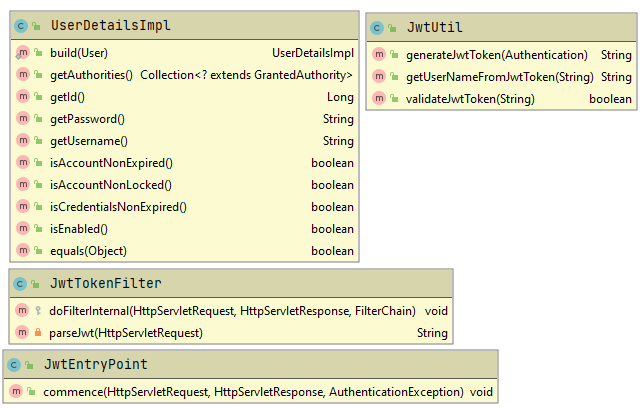 UserDetailsImpl
build(User) UserDetailsImpl
getAuthorities() Collection<? extends GrantedAuthority>
getId() Long
getPassword() String
getUsername() String
isAccountNonExpired() boolean
isAccountNonLocked() boolean
isCredentialsNonExpired() boolean
isEnabled() boolean
equals(Object) boolean
JwtUtil
generateJwtToken(Authentication) String
getUserNameFromJwtToken(String) String
validateJwtToken(String) boolean
JwtTokenFilter
doFilterInternal(HttpServletRequest, HttpServletResponse, FilterChain) void
parseJwt(HttpServletRequest) String
JwtEntryPoint
commence(HttpServletRequest, HttpServletResponse, AuthenticationException) void